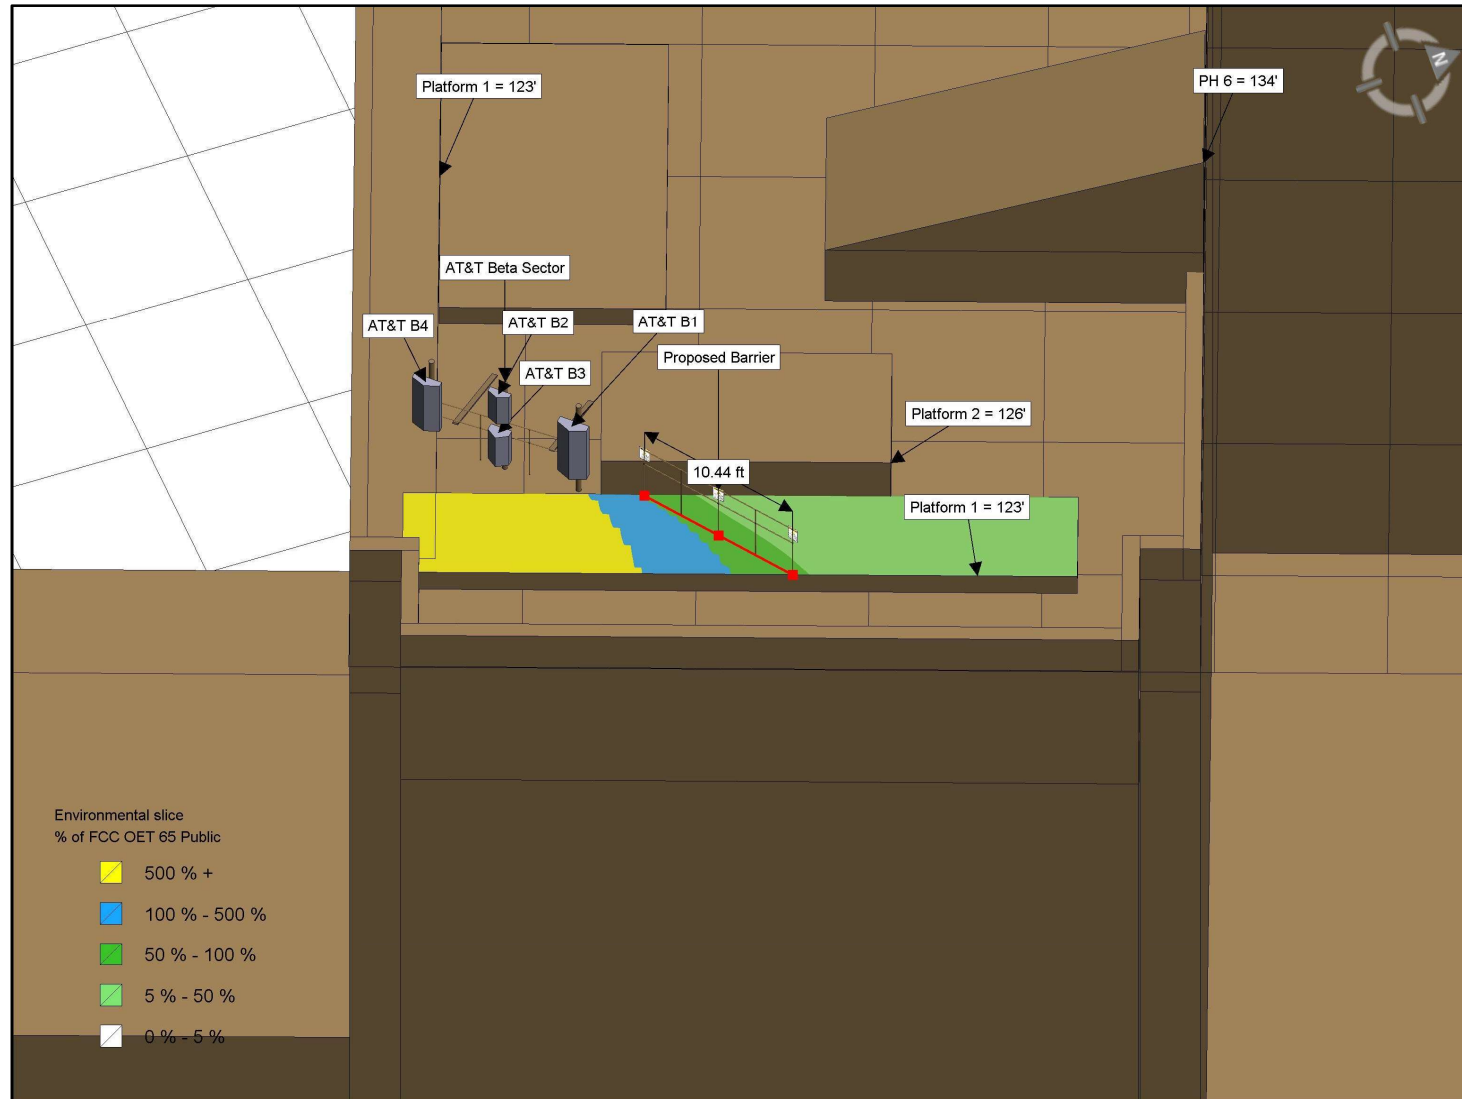 Platform 1 = 123'
PH 6 = 134'
N
AT&T Beta Sector
AT&T B4
AT&T B2
AT&T B1
Proposed Barrier
AT&T B3
Platform 2 = 126'
10.44 ft
Platform 1 = 123'
Environmental slice
% of FCC OET 65 Public
500 % +
100 % - 500 %
50 % - 100 %
5 % - 50 %
0 % - 5 %